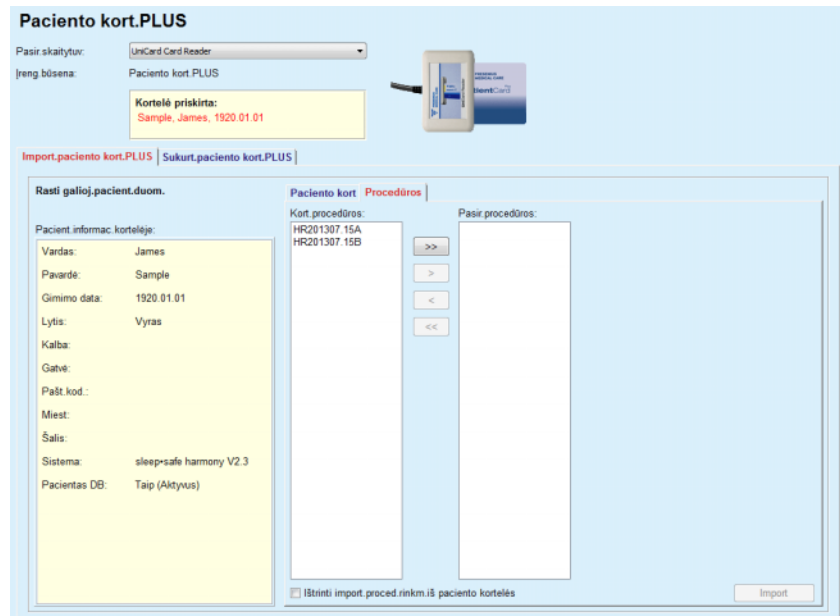 Paciento kort.PLUS
Pasir.skaitytuv:
UniCard Card Reader
Įreng.būsena:
Paciento kort.PLUS
Kortelė priskirta:
Sample, James, 1920.01.01
FRESENIUS
MEDICAL CARE
ientCard
Import.paciento kort.PLUS
Sukurt.paciento kort.PLUS
Rasti galioj.pacient.duom.
Pacient.informac.kortelėje:
Vardas: James
Pavardė: Sample
Gimimo data: 1920.01.01
Lytis: Vyras
Kalba:
Gatvė:
Pašt.kod.:
Miest:
Šalis:
Sistema: sleep•safe harmony V2.3
Pacientas DB: Taip (Aktyvus)
Paciento kort
Procedūros
Kort.procedūros:
HR201307.15A
HR201307.15B
>>
>
<
<<
Pasir.procedūros:
Ištrinti import.proced.rinkm.iš paciento kortelės
Import